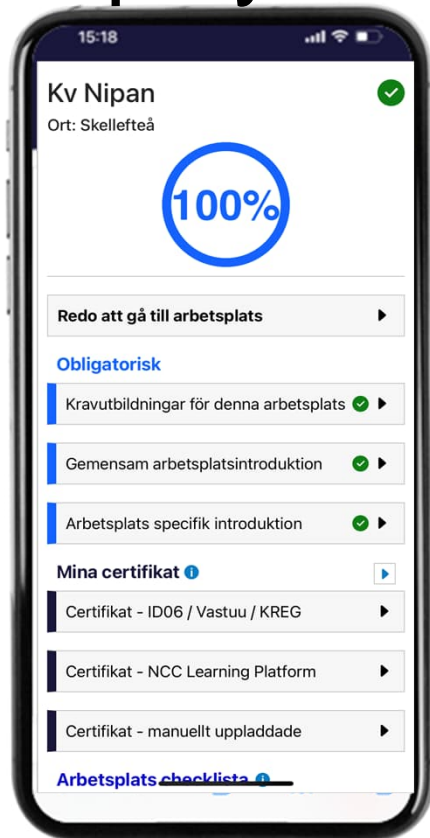 15:18
Kv Nipan
Ort: Skellefteå
100%
Redo att gå till arbetsplats
Obligatorisk
Kravutbildningar för denna arbetsplats
Gemensam arbetsplatsintroduktion
Arbetsplats specifik introduktion
Mina certifikat
Certifikat - ID06 / Vastuu / KREG
Certifikat - NCC Learning Platform
Certifikat - manuellt uppladdade
Arbetsplats checklista